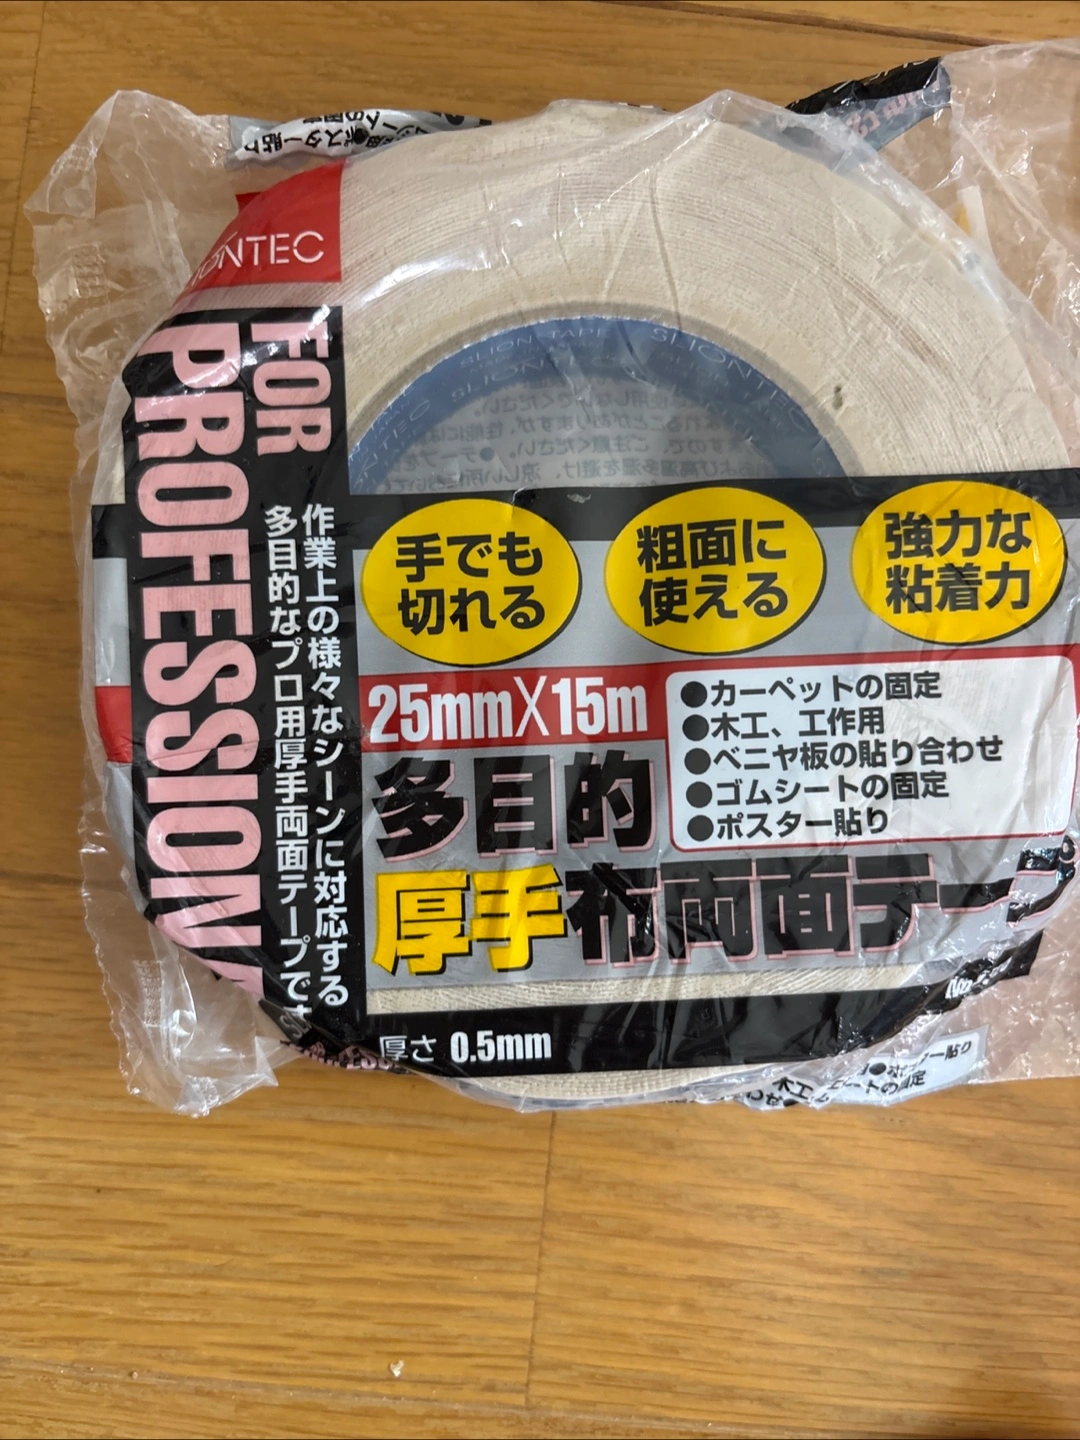 SLIONTEC
FOR
PROFESSIONAL
作業上の様々なシーンに対応する
多目的なプロ用厚手両面テープです
SLION TAPE
SLIONTEC
手でも
切れる
粗面に
使える
強力な
粘着力
25mmX15m
●カーペットの固定
●木工、工作用
●ベニヤ板の貼り合わせ
●ゴムシートの固定
●ポスター貼り
多目的
厚手布両面テープ
厚さ 0.5mm